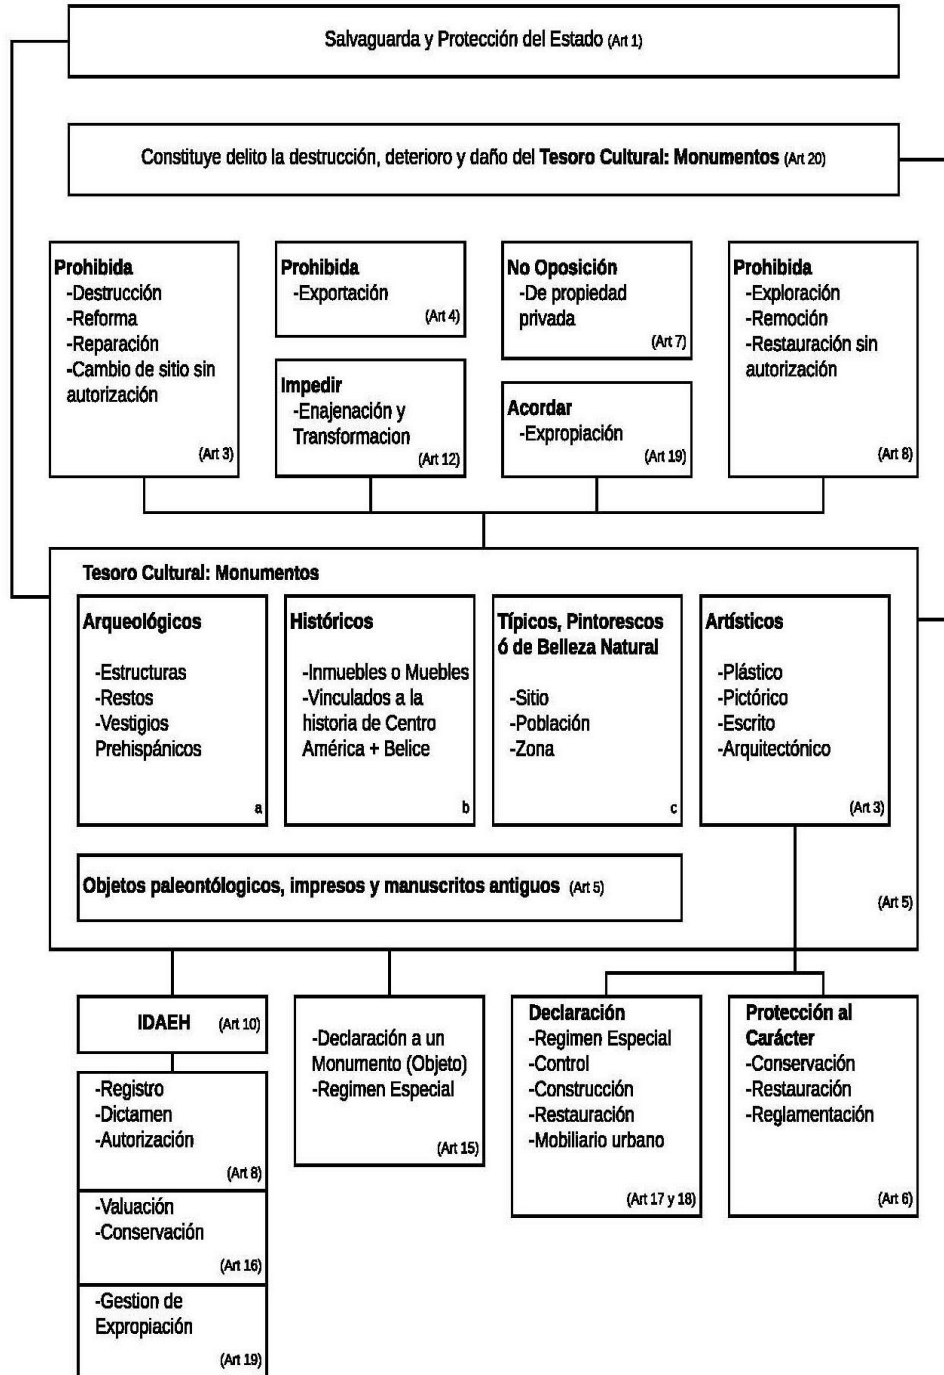 Salvaguarda y Protección del Estado (Art 1)
Constituye delito la destrucción, deterioro y daño del Tesoro Cultural: Monumentos (Art 20)
Prohibida
-Destrucción
-Reforma
-Reparación
-Cambio de sitio sin
autorización
(Art 3)
Prohibida
-Exportación
(Art 4)
Impedir
-Enajenación y
Transformacion
(Art 12)
No Oposición
-De propiedad
privada
(Art 7)
Acordar
-Expropiación
(Art 19)
Prohibida
-Exploración
-Remoción
-Restauración sin
autorización
(Art 8)
Tesoro Cultural: Monumentos
Arqueológicos
-Estructuras
-Restos
-Vestigios
Prehispánicos
a
Históricos
-Inmuebles o Muebles
-Vinculados a la
historia de Centro
América + Belice
b
Típicos, Pintorescos
ó de Belleza Natural
-Sitio
-Población
-Zona
c
Artísticos
-Plástico
-Pictórico
-Escrito
-Arquitectónico
(Art 3)
Objetos paleontólogicos, impresos y manuscritos antiguos (Art 5)
(Art 5)
IDAEH (Art 10)
-Registro
-Dictamen
-Autorización
(Art 8)
-Valuación
-Conservación
(Art 16)
-Gestion de
Expropiación
(Art 19)
-Declaración a un
Monumento (Objeto)
-Regimen Especial
(Art 15)
Declaración
-Regimen Especial
-Control
-Construcción
-Restauración
-Mobiliario urbano
(Art 17 y 18)
Protección al
Carácter
-Conservación
-Restauración
-Reglamentación
(Art 6)